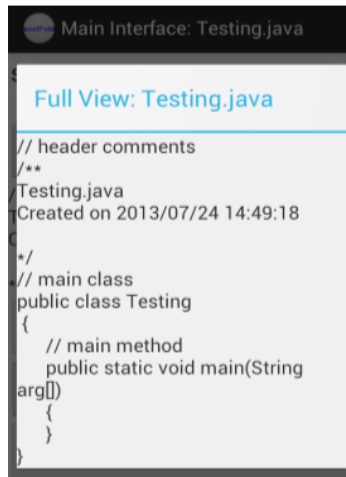 Main Interface: Testing.java
Full View: Testing.java
// header comments
/**
Testing.java
Created on 2013/07/24 14:49:18
*/
// main class
public class Testing
{
// main method
public static void main(String
arg[])
{
}
}